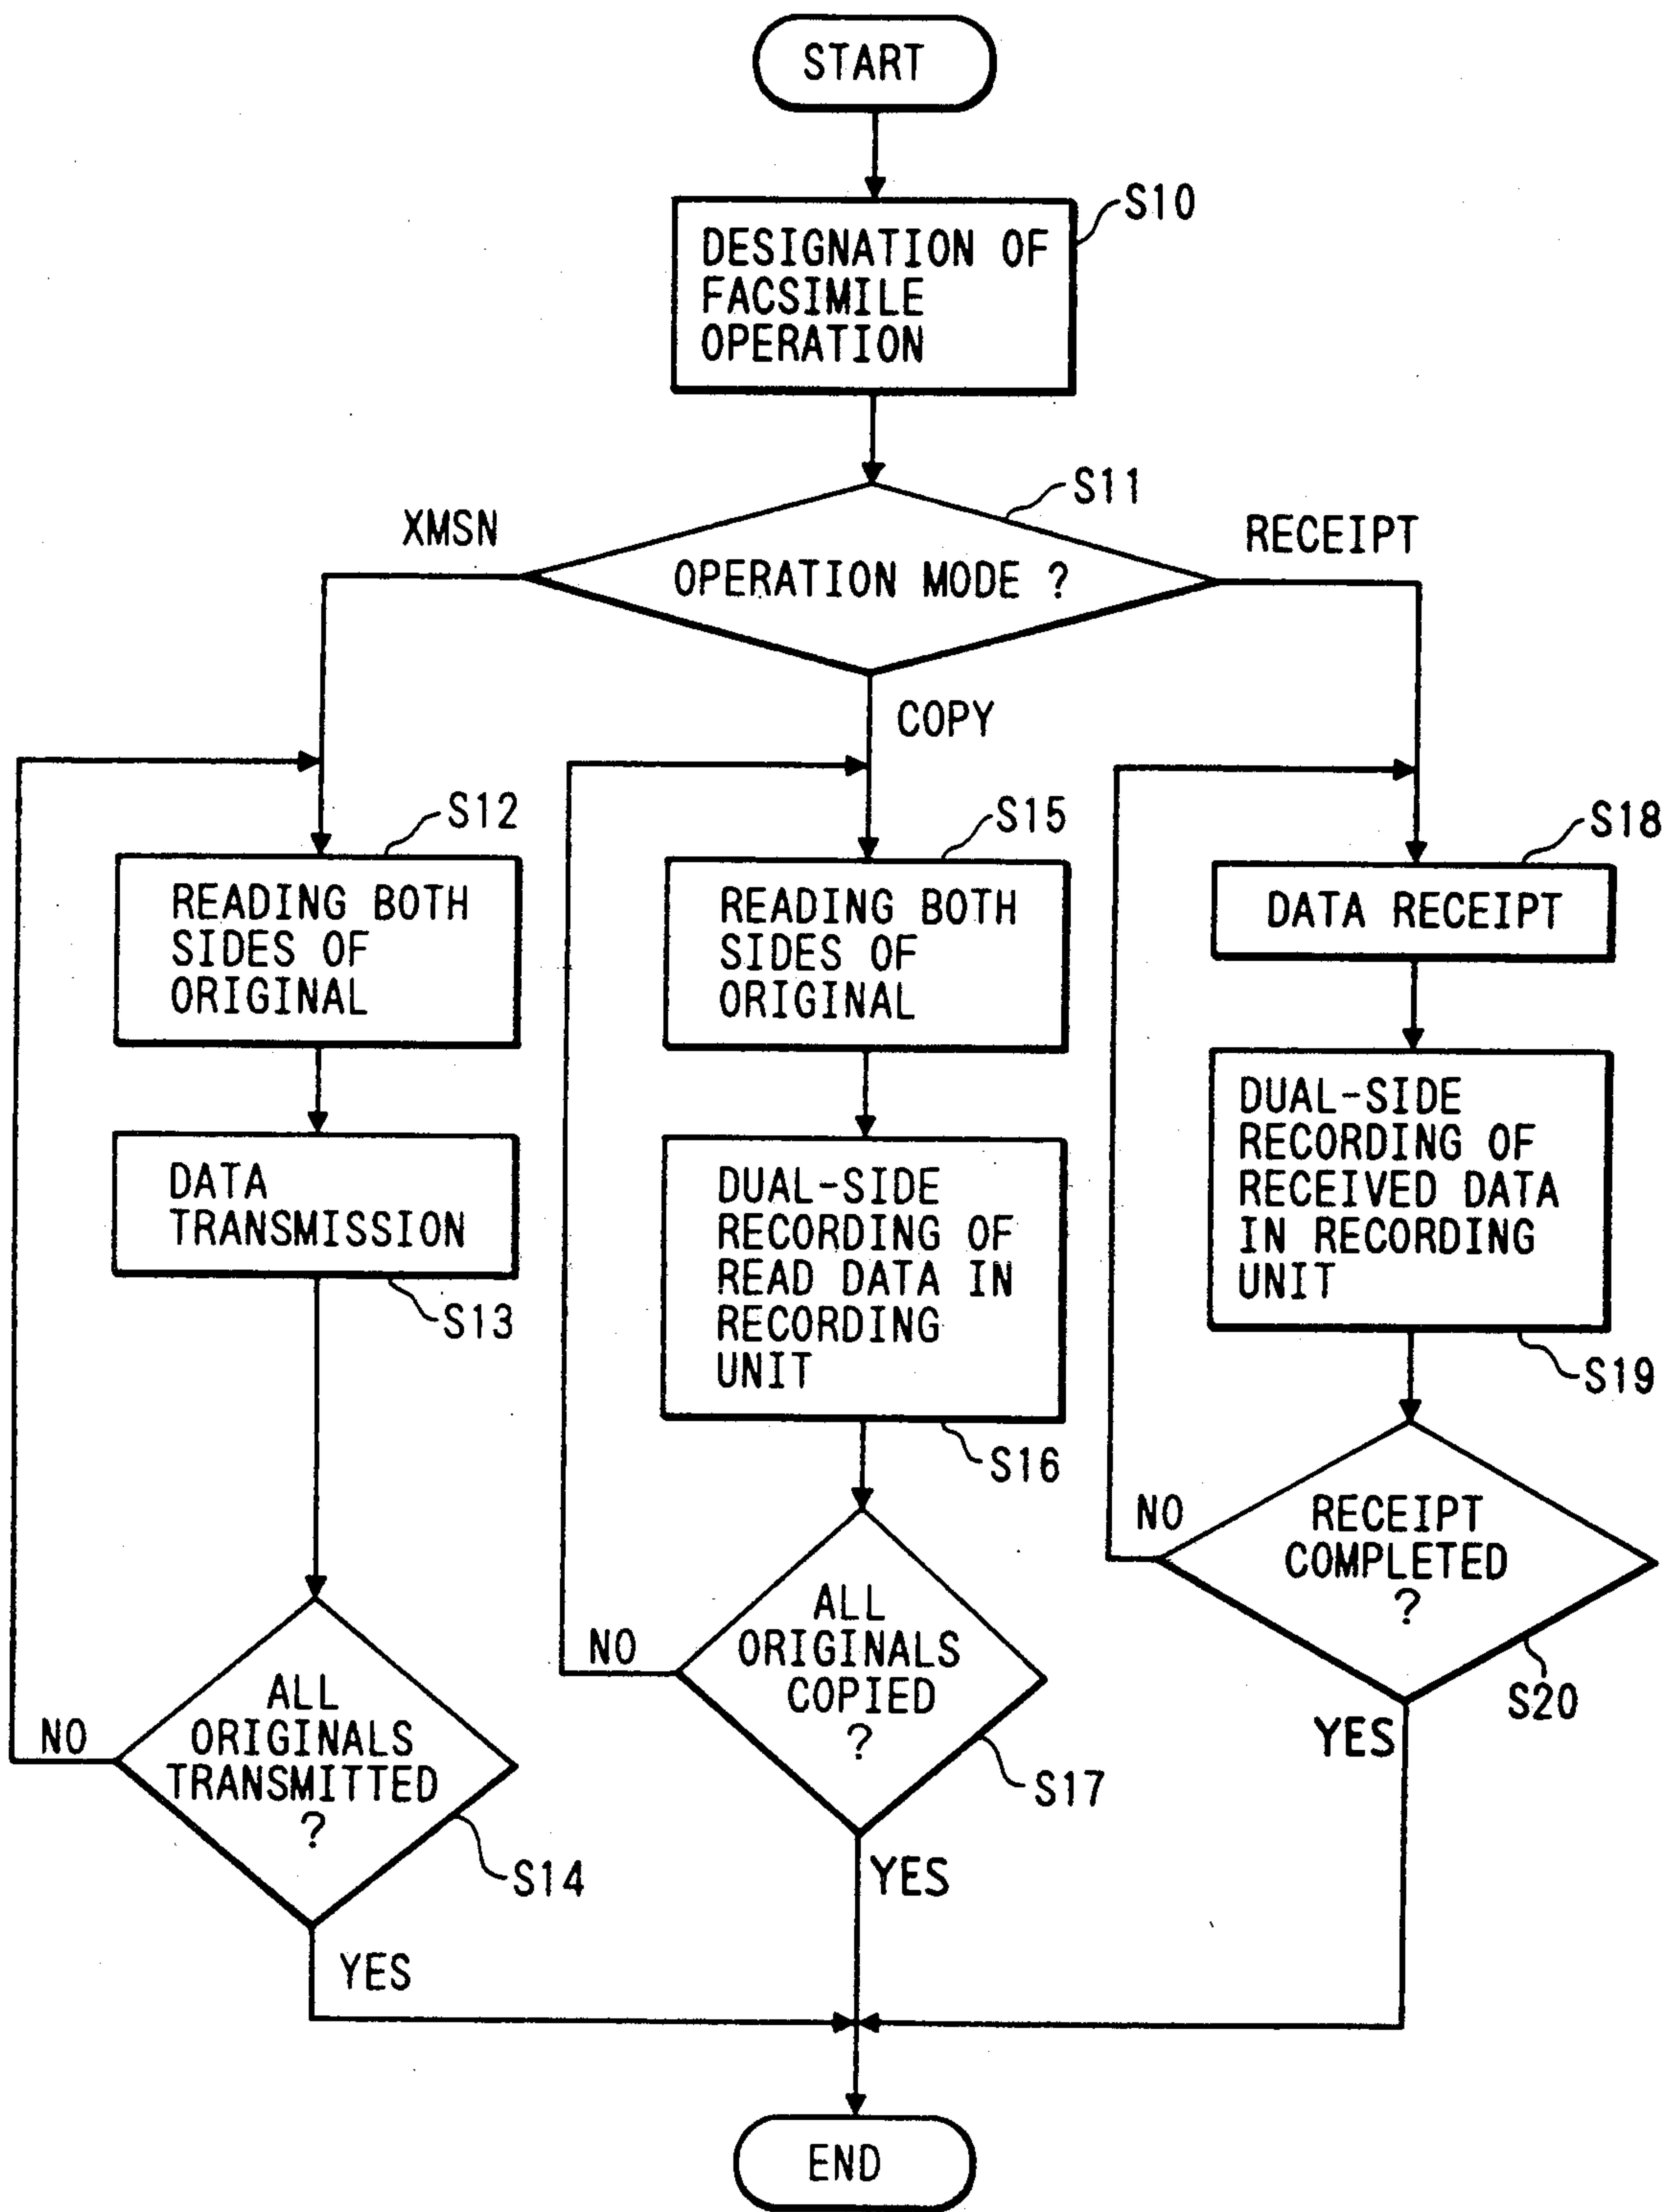 START
S10
DESIGNATION OF
FACSIMILE
OPERATION
S11
XMSN
RECEIPT
OPERATION MODE ?
COPY
S12
READING BOTH
SIDES OF
ORIGINAL
DATA
TRANSMISSION
S13
ALL
ORIGINALS
TRANSMITTED
?
NO
S14
YES
S15
READING BOTH
SIDES OF
ORIGINAL
DUAL-SIDE
RECORDING OF
READ DATA IN
RECORDING
UNIT
S16
ALL
ORIGINALS
COPIED
?
NO
S17
YES
S18
DATA RECEIPT
DUAL-SIDE
RECORDING OF
RECEIVED DATA
IN RECORDING
UNIT
S19
RECEIPT
COMPLETED
?
NO
S20
YES
END